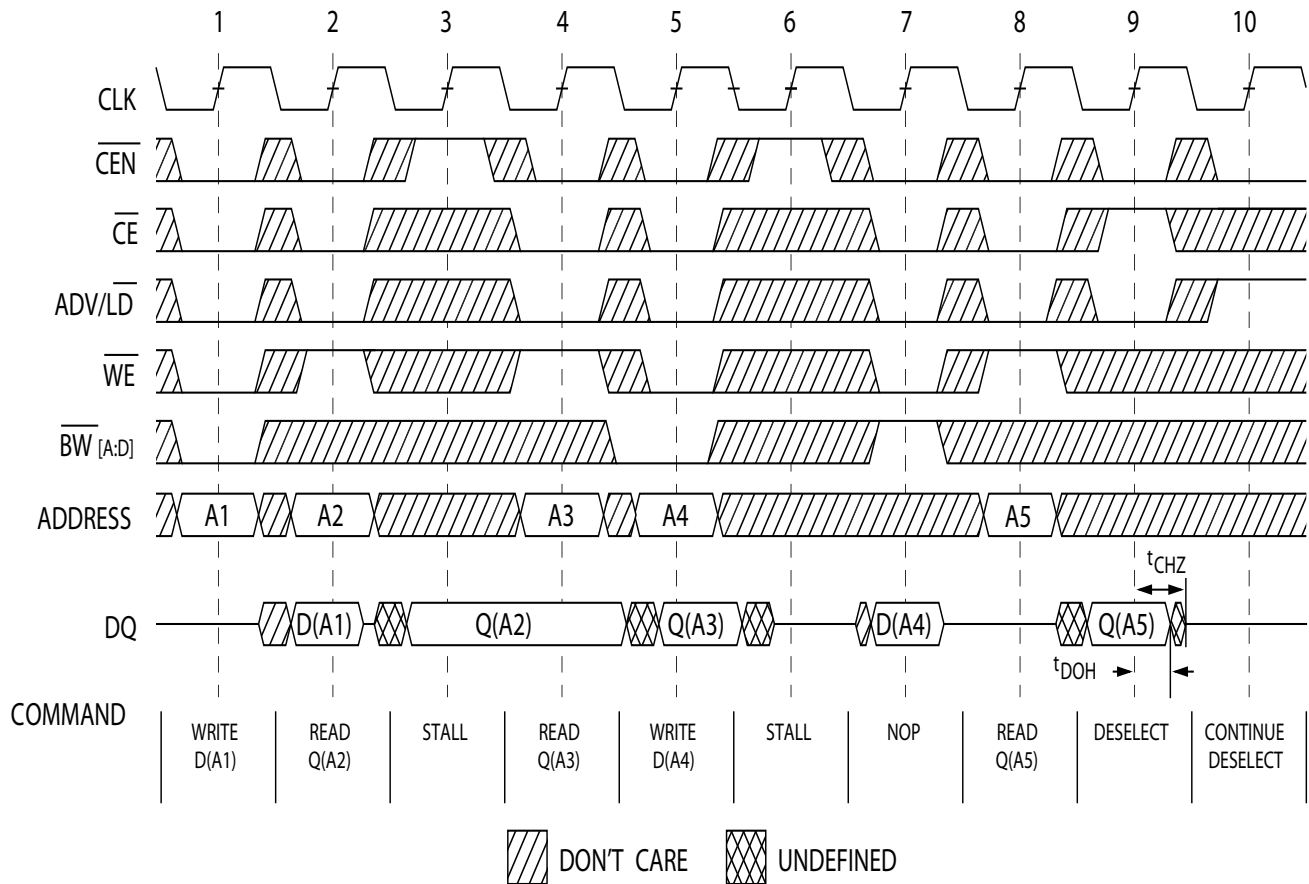 1 2 3 4 5 6 7 8 9 10
CLK
CEN
CE
ADV/LD
WE
BW [A:D]
ADDRESS A1 A2 A3 A4 A5
tCHZ
DQ D(A1) Q(A2) Q(A3) D(A4) Q(A5)
tDOH
COMMAND
WRITE READ STALL READ WRITE STALL NOP READ DESELECT CONTINUE
D(A1) Q(A2) Q(A3) D(A4) Q(A5) DESELECT
DON'T CARE UNDEFINED